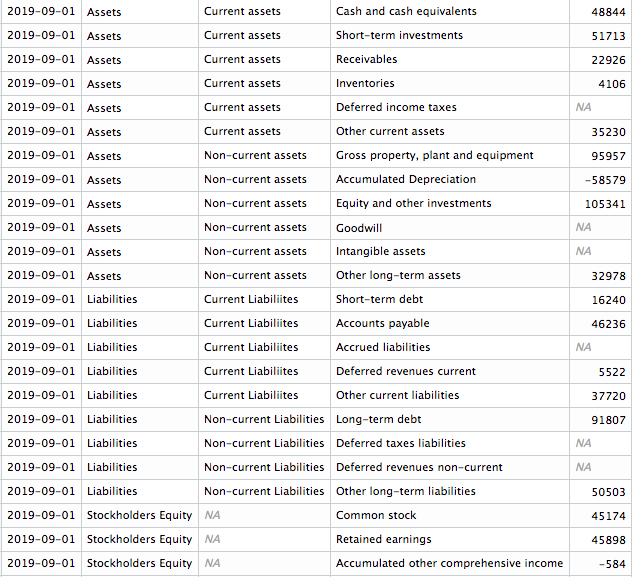 2019-09-01 Assets Current assets Cash and cash equivalents 48844
2019-09-01 Assets Current assets Short-term investments 51713
2019-09-01 Assets Current assets Receivables 22926
2019-09-01 Assets Current assets Inventories 4106
2019-09-01 Assets Current assets Deferred income taxes NA
2019-09-01 Assets Current assets Other current assets 35230
2019-09-01 Assets Non-current assets Gross property, plant and equipment 95957
2019-09-01 Assets Non-current assets Accumulated Depreciation -58579
2019-09-01 Assets Non-current assets Equity and other investments 105341
2019-09-01 Assets Non-current assets Goodwill NA
2019-09-01 Assets Non-current assets Intangible assets NA
2019-09-01 Assets Non-current assets Other long-term assets 32978
2019-09-01 Liabilities Current Liabiliites Short-term debt 16240
2019-09-01 Liabilities Current Liabiliites Accounts payable 46236
2019-09-01 Liabilities Current Liabiliites Accrued liabilities NA
2019-09-01 Liabilities Current Liabiliites Deferred revenues current 5522
2019-09-01 Liabilities Current Liabiliites Other current liabilities 37720
2019-09-01 Liabilities Non-current Liabilities Long-term debt 91807
2019-09-01 Liabilities Non-current Liabilities Deferred taxes liabilities NA
2019-09-01 Liabilities Non-current Liabilities Deferred revenues non-current NA
2019-09-01 Liabilities Non-current Liabilities Other long-term liabilities 50503
2019-09-01 Stockholders Equity NA Common stock 45174
2019-09-01 Stockholders Equity NA Retained earnings 45898
2019-09-01 Stockholders Equity NA Accumulated other comprehensive income -584